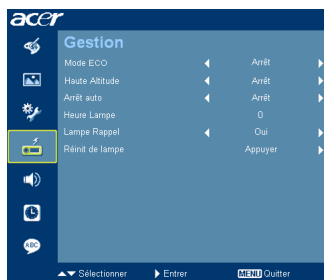 acer
Gestion
Mode ECO Arrêt
Haute Altitude Arrêt
Arrêt auto Arrêt
Heure Lampe 0
Lampe Rappel Oui
Réinit de lampe Appuyer
ABC
Sélectionner Entrer MENU Quitter